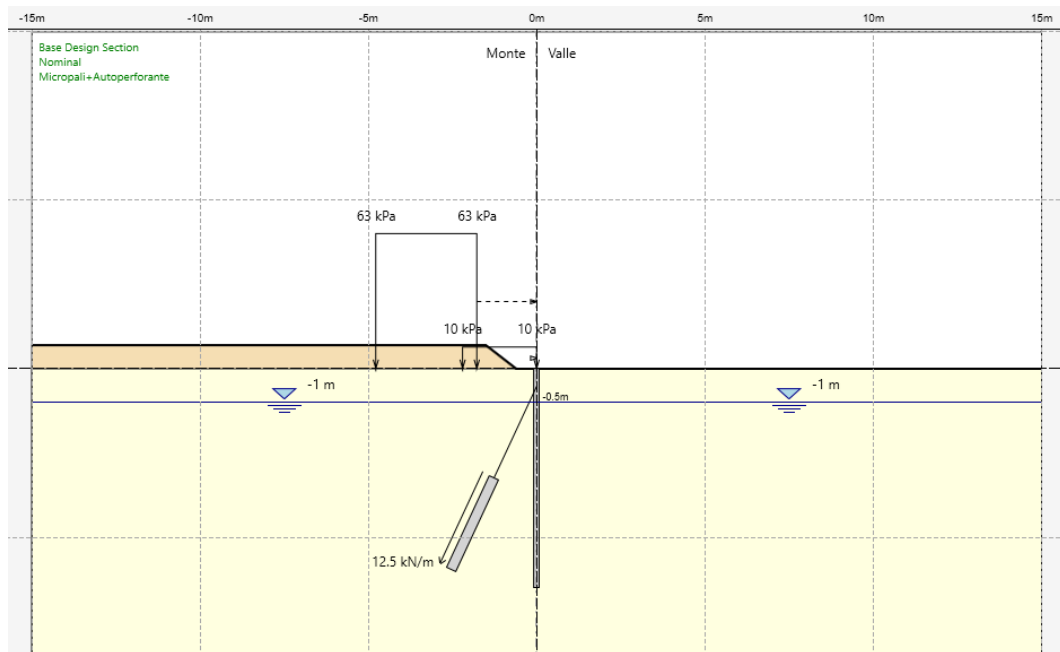 -15m -10m -5m 0m 5m 10m 15m
Base Design Section
Nominal
Micropali+Autoperforante
Monte Valle
63 kPa 63 kPa
10 kPa 10 kPa
-1 m -1 m
-0.5m
12.5 kN/m